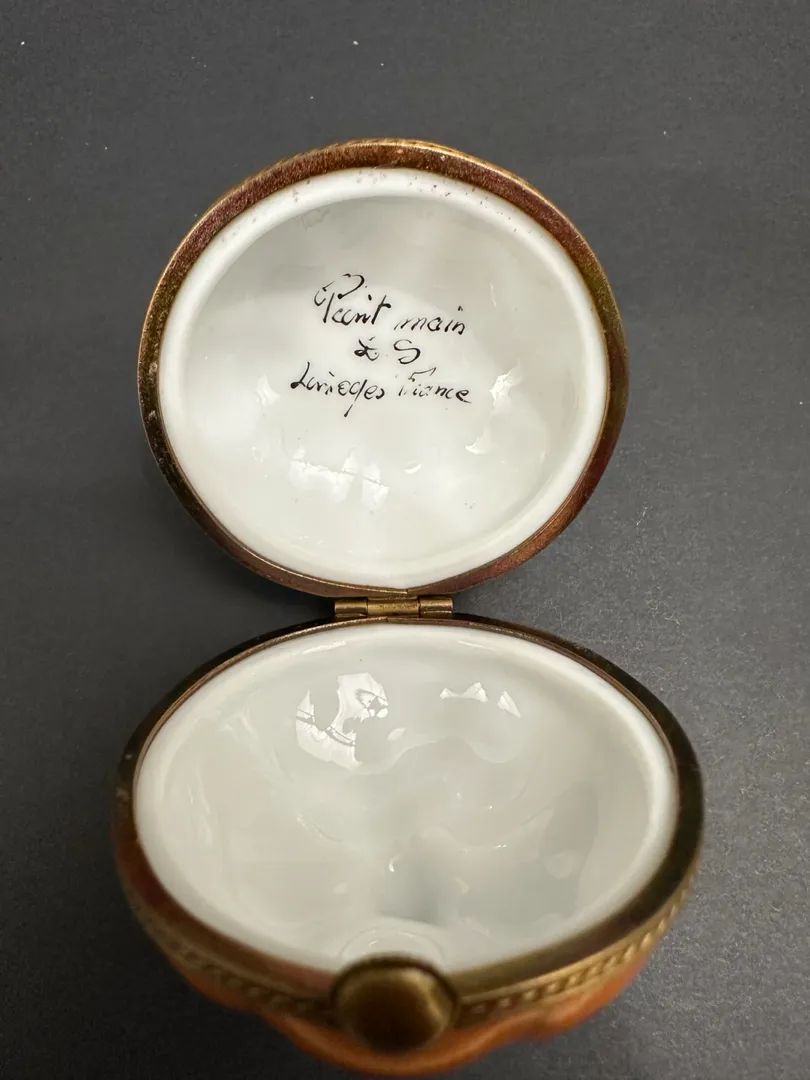 Peint main
L S
Limoges France